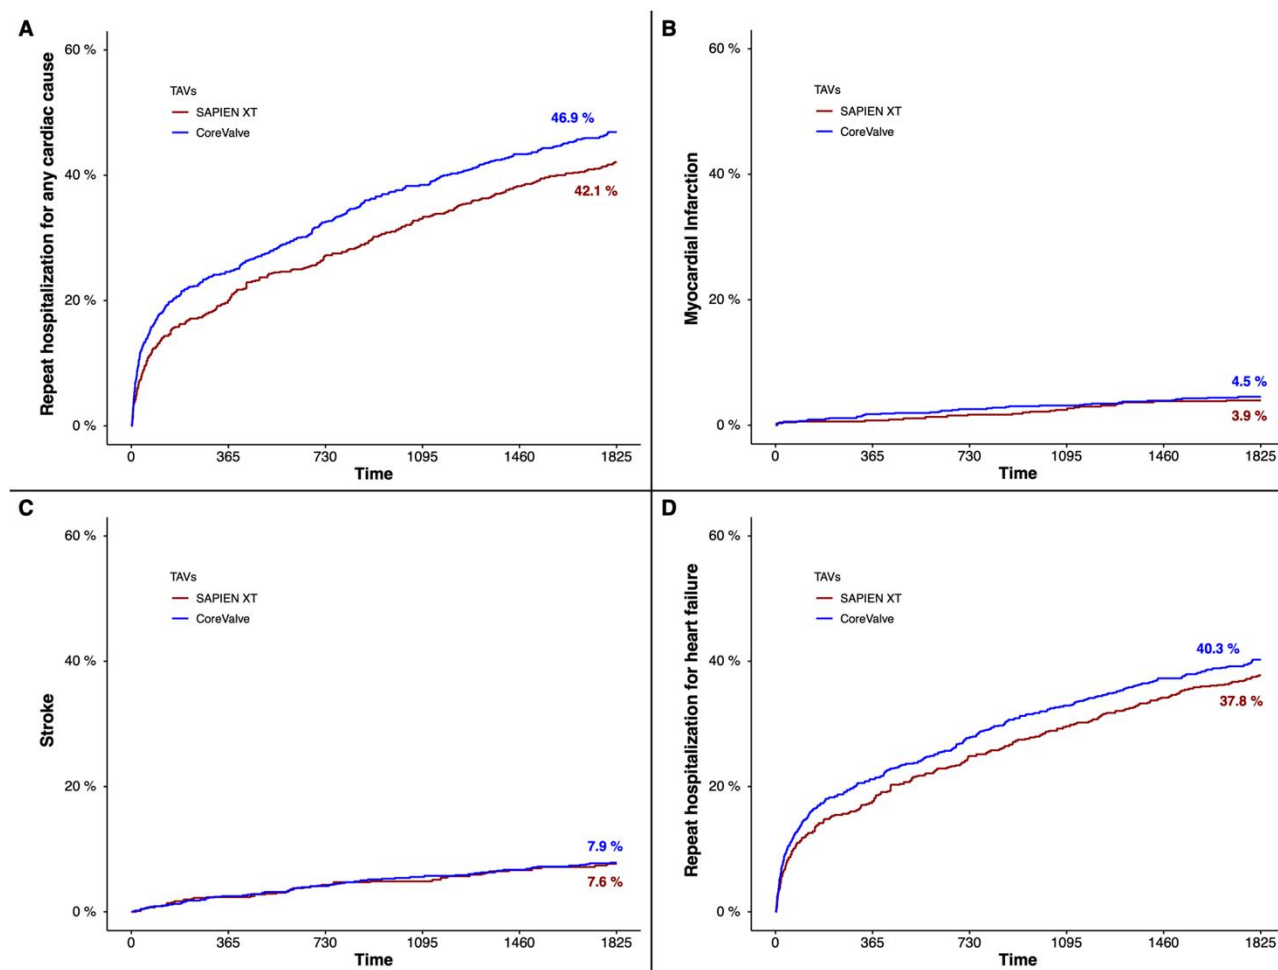 A
Repeat hospitalization for any cardiac cause
60 %
40 %
20 %
0 %
TAVs
SAPIEN XT
CoreValve
46.9 %
42.1 %
0 365 730 1095 1460 1825
Time
B
Myocardial Infarction
60 %
40 %
20 %
0 %
TAVs
SAPIEN XT
CoreValve
4.5 %
3.9 %
0 365 730 1095 1460 1825
Time
C
Stroke
60 %
40 %
20 %
0 %
TAVs
SAPIEN XT
CoreValve
7.9 %
7.6 %
0 365 730 1095 1460 1825
Time
D
Repeat hospitalization for heart failure
60 %
40 %
20 %
0 %
TAVs
SAPIEN XT
CoreValve
40.3 %
37.8 %
0 365 730 1095 1460 1825
Time